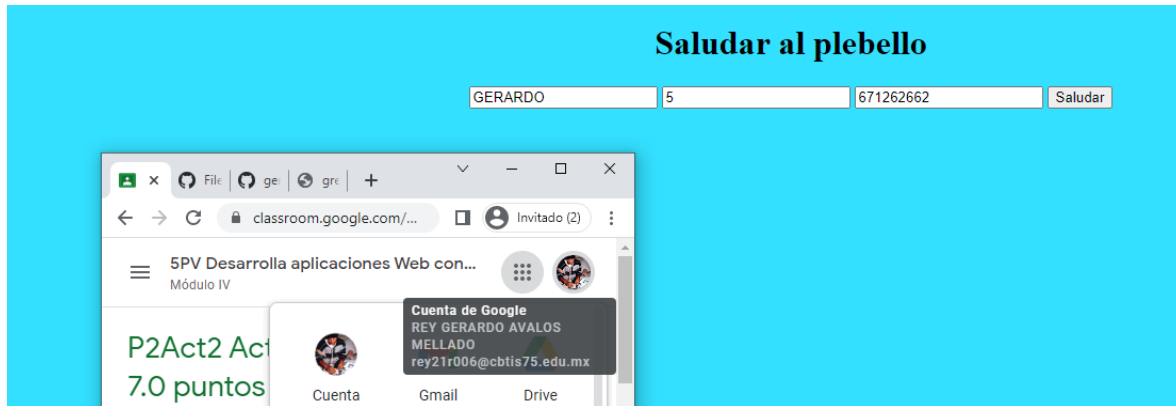 Saludar al plebello
GERARDO 5 671262662 Saludar
File ge gre
classroom.google.com/... Invitado (2)
5PV Desarrolla aplicaciones Web con...
Módulo IV
Cuenta de Google
REY GERARDO AVALOS
MELLADO
rey21r006@cbtis75.edu.mx
P2Act2 Act
7.0 puntos
Cuenta Gmail Drive